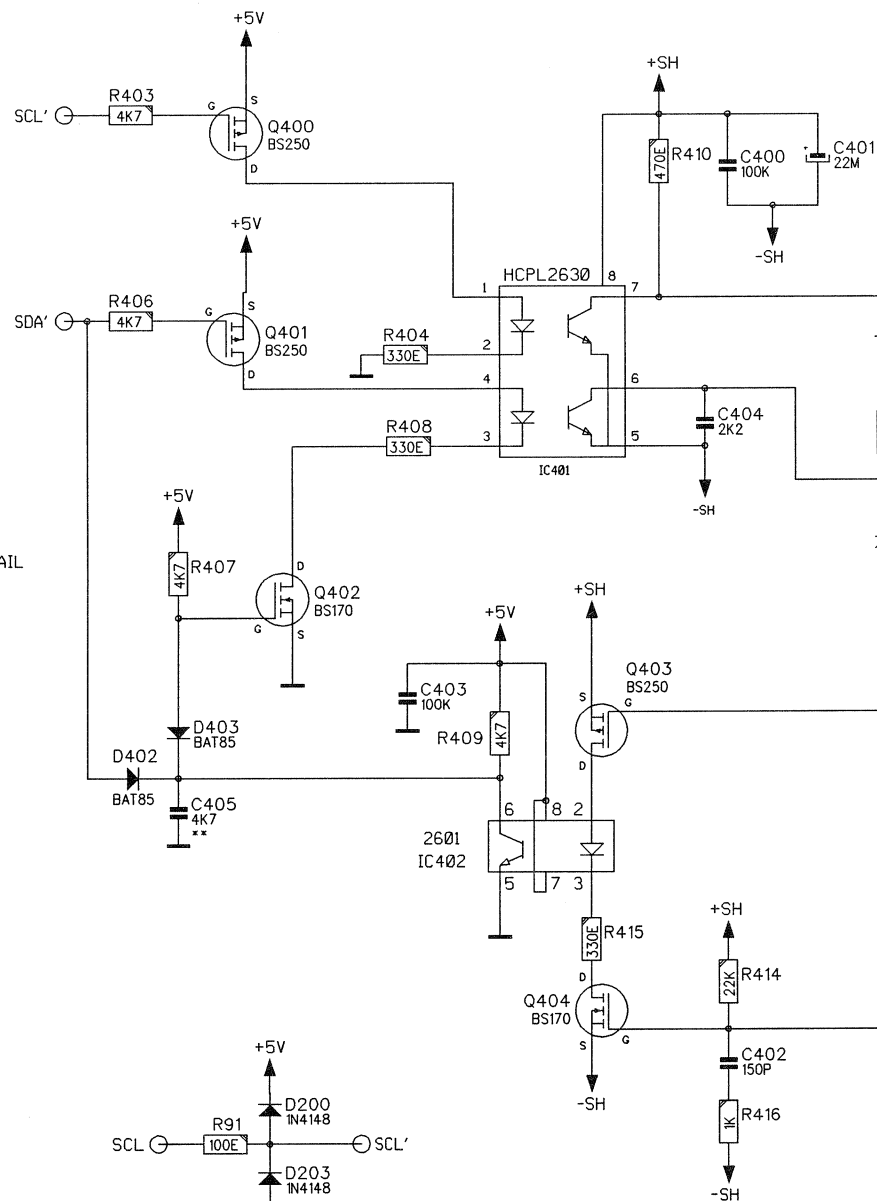 +5V
SCL'
R403
4K7
G
S
D
Q400
BS250
+SH
R410
470E
C400
100K
+
C401
22M
-SH
+5V
SDA'
R406
4K7
G
S
D
Q401
BS250
HCPL2630
8
1
7
2
4
6
3
5
IC401
R404
330E
R408
330E
C404
2K2
-SH
+5V
AIL
R407
4K7
D
G
S
Q402
BS170
+5V
+SH
C403
100K
R409
4K7
S
G
D
Q403
BS250
D403
BAT85
D402
BAT85
C405
4K7
**
2601
IC402
6
8
2
5
7
3
R415
330E
+SH
R414
22K
Q404
BS170
D
S
G
-SH
C402
150P
R416
1K
-SH
+5V
D200
1N4148
SCL
R91
100E
SCL'
D203
1N4148